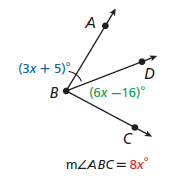 A
(3x + 5)°
D
B
(6x − 16)°
C
m∠ABC = 8x°